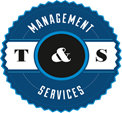 MANAGEMENT
T & S
SERVICES